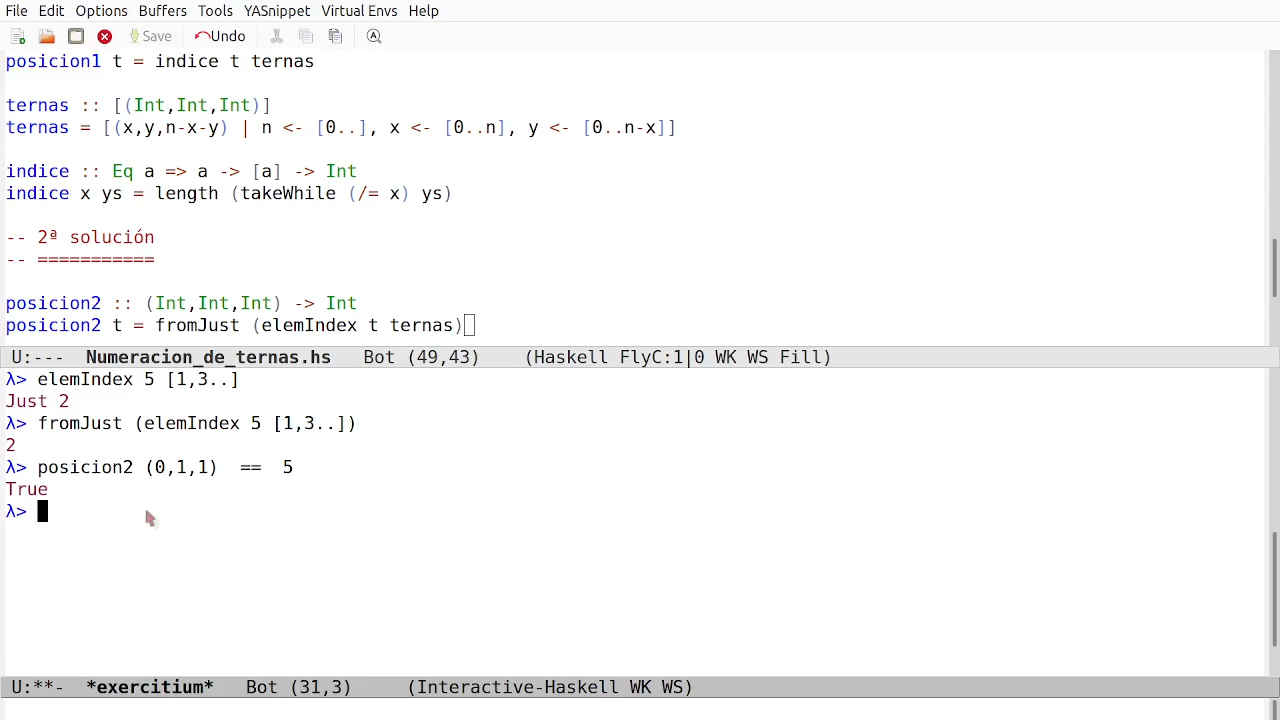 File Edit Options Buffers Tools YASnippet Virtual Envs Help
Save Undo
posicion1 t = indice t ternas
ternas :: [(Int,Int,Int)]
ternas = [(x,y,n-x-y) | n <- [0..], x <- [0..n], y <- [0..n-x]]
indice :: Eq a => a -> [a] -> Int
indice x ys = length (takeWhile (/= x) ys)
-- 2ª solución
-- ===========
posicion2 :: (Int,Int,Int) -> Int
posicion2 t = fromJust (elemIndex t ternas)
U:--- Numeracion_de_ternas.hs Bot (49,43) (Haskell FlyC:1|0 WK WS Fill)
λ> elemIndex 5 [1,3..]
Just 2
λ> fromJust (elemIndex 5 [1,3..])
2
λ> posicion2 (0,1,1) == 5
True
λ>
U:**- *exercitium* Bot (31,3) (Interactive-Haskell WK WS)